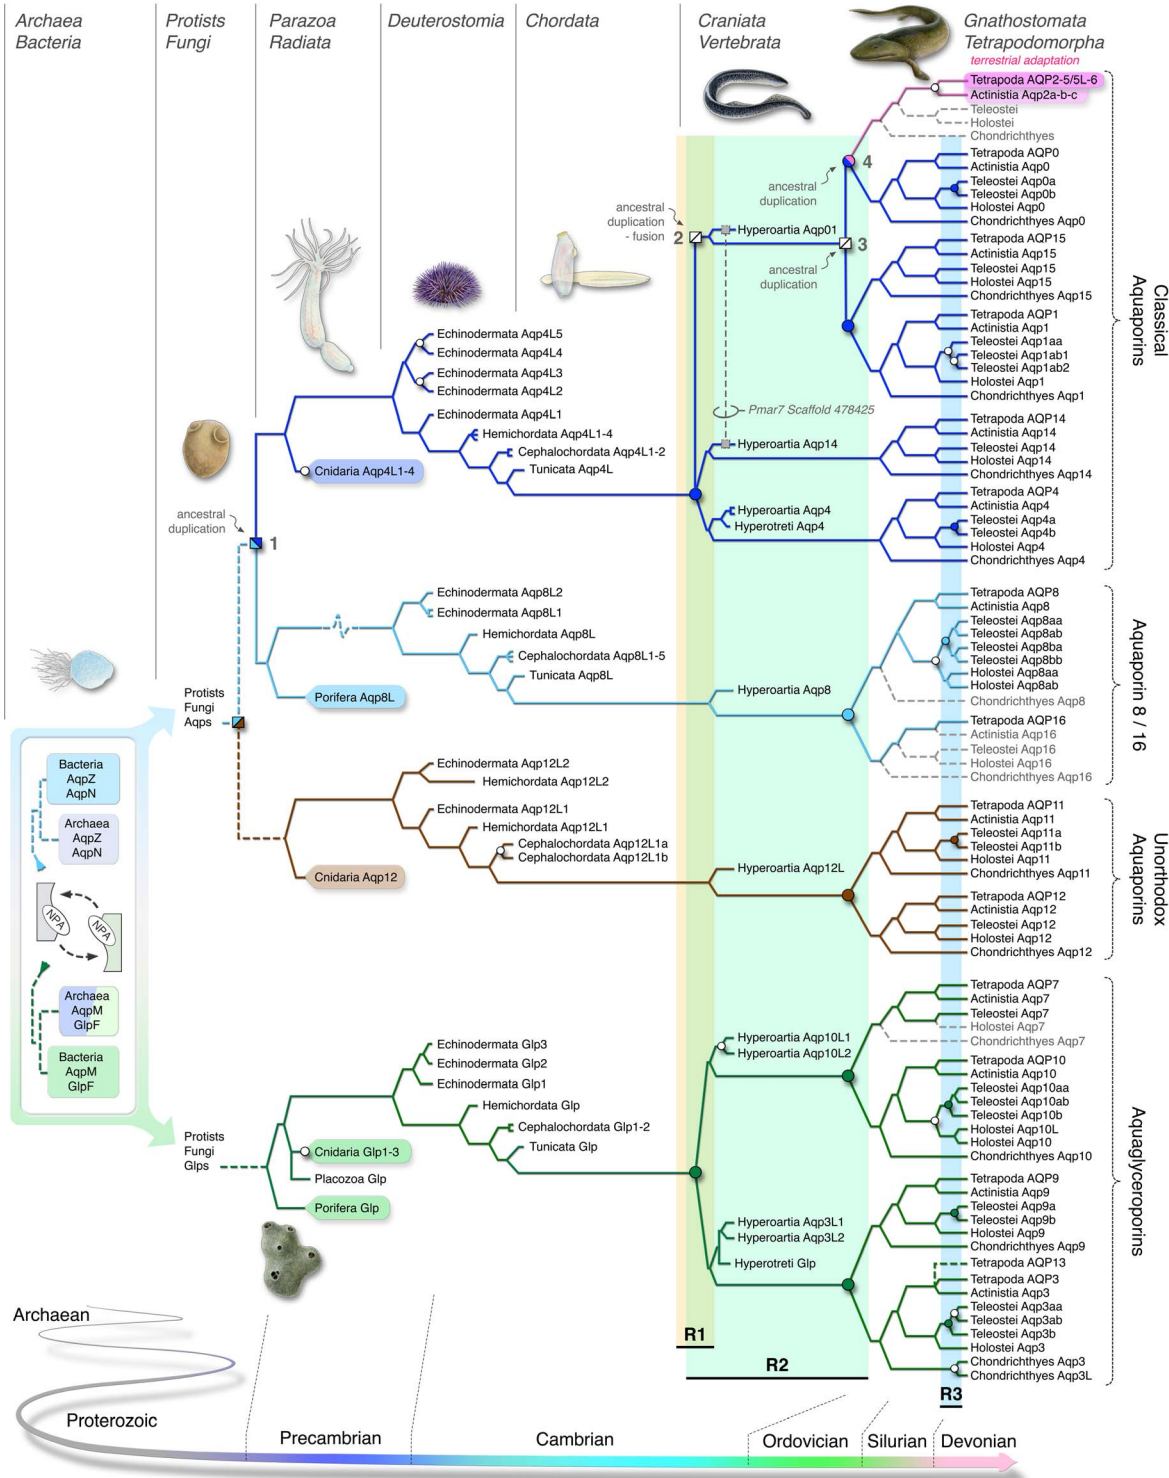 Archaea
Bacteria
Protists
Fungi
Parazoa
Radiata
Deuterostomia
Chordata
Craniata
Vertebrata
Gnathostomata
Tetrapodomorpha
terrestrial adaptation
Tetrapoda AQP2-5/5L-6
Actinistia Aqp2a-b-c
Teleostei
Holostei
Chondrichthyes
4
ancestral
duplication
Tetrapoda AQP0
Actinistia Aqp0
Teleostei Aqp0a
Teleostei Aqp0b
Holostei Aqp0
Chondrichthyes Aqp0
ancestral
duplication
- fusion
2
Hyperoartia Aqp01
3
ancestral
duplication
Tetrapoda AQP15
Actinistia Aqp15
Teleostei Aqp15
Holostei Aqp15
Chondrichthyes Aqp15
Tetrapoda AQP1
Actinistia Aqp1
Teleostei Aqp1aa
Teleostei Aqp1ab1
Teleostei Aqp1ab2
Holostei Aqp1
Chondrichthyes Aqp1
Classical
Aquaporins
Echinodermata Aqp4L5
Echinodermata Aqp4L4
Echinodermata Aqp4L3
Echinodermata Aqp4L2
Echinodermata Aqp4L1
Hemichordata Aqp4L1-4
Cephalochordata Aqp4L1-2
Tunicata Aqp4L
Cnidaria Aqp4L1-4
Pmar7 Scaffold 478425
Hyperoartia Aqp14
Tetrapoda AQP14
Actinistia Aqp14
Teleostei Aqp14
Holostei Aqp14
Chondrichthyes Aqp14
Hyperoartia Aqp4
Hyperotreti Aqp4
Tetrapoda AQP4
Actinistia Aqp4
Teleostei Aqp4a
Teleostei Aqp4b
Holostei Aqp4
Chondrichthyes Aqp4
ancestral
duplication
1
Echinodermata Aqp8L2
Echinodermata Aqp8L1
Hemichordata Aqp8L
Cephalochordata Aqp8L1-5
Tunicata Aqp8L
Porifera Aqp8L
Hyperoartia Aqp8
Tetrapoda AQP8
Actinistia Aqp8
Teleostei Aqp8aa
Teleostei Aqp8ab
Teleostei Aqp8ba
Teleostei Aqp8bb
Holostei Aqp8aa
Holostei Aqp8ab
Chondrichthyes Aqp8
Tetrapoda AQP16
Actinistia Aqp16
Teleostei Aqp16
Holostei Aqp16
Chondrichthyes Aqp16
Aquaporin 8 / 16
Protists
Fungi
Aqps
Bacteria
AqpZ
AqpN
Archaea
AqpZ
AqpN
NPA
NPA
Archaea
AqpM
GlpF
Bacteria
AqpM
GlpF
Echinodermata Aqp12L2
Hemichordata Aqp12L2
Echinodermata Aqp12L1
Hemichordata Aqp12L1
Cephalochordata Aqp12L1a
Cephalochordata Aqp12L1b
Cnidaria Aqp12
Hyperoartia Aqp12L
Tetrapoda AQP11
Actinistia Aqp11
Teleostei Aqp11a
Teleostei Aqp11b
Holostei Aqp11
Chondrichthyes Aqp11
Tetrapoda AQP12
Actinistia Aqp12
Teleostei Aqp12
Holostei Aqp12
Chondrichthyes Aqp12
Unorthodox
Aquaporins
Protists
Fungi
Glps
Echinodermata Glp3
Echinodermata Glp2
Echinodermata Glp1
Hemichordata Glp
Cephalochordata Glp1-2
Tunicata Glp
Cnidaria Glp1-3
Placozoa Glp
Porifera Glp
Hyperoartia Aqp10L1
Hyperoartia Aqp10L2
Hyperoartia Aqp3L1
Hyperoartia Aqp3L2
Hyperotreti Glp
Tetrapoda AQP7
Actinistia Aqp7
Teleostei Aqp7
Holostei Aqp7
Chondrichthyes Aqp7
Tetrapoda AQP10
Actinistia Aqp10
Teleostei Aqp10aa
Teleostei Aqp10ab
Teleostei Aqp10b
Holostei Aqp10L
Holostei Aqp10
Chondrichthyes Aqp10
Tetrapoda AQP9
Actinistia Aqp9
Teleostei Aqp9a
Teleostei Aqp9b
Holostei Aqp9
Chondrichthyes Aqp9
Tetrapoda AQP13
Tetrapoda AQP3
Actinistia Aqp3
Teleostei Aqp3aa
Teleostei Aqp3ab
Teleostei Aqp3b
Holostei Aqp3
Chondrichthyes Aqp3
Chondrichthyes Aqp3L
Aquaglyceroporins
R1
R2
R3
Archaean
Proterozoic
Precambrian
Cambrian
Ordovician
Silurian
Devonian